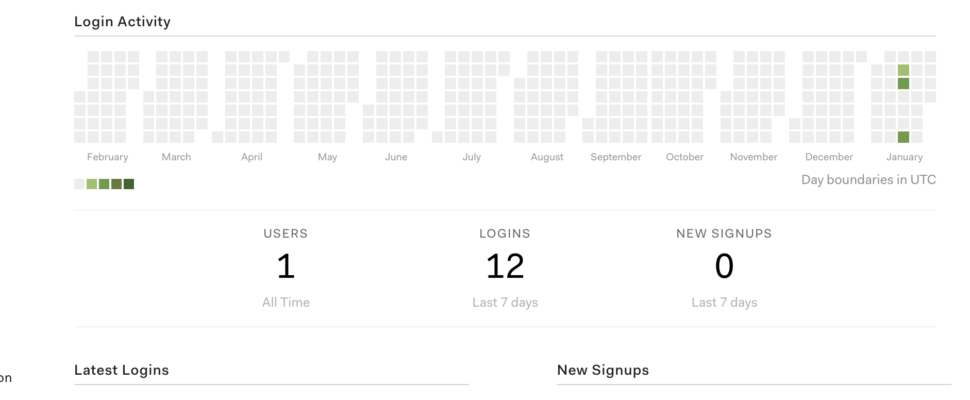 Login Activity
February March April May June July August September October November December January
Day boundaries in UTC
USERS LOGINS NEW SIGNUPS
1 12 0
All Time Last 7 days Last 7 days
on
Latest Logins New Signups